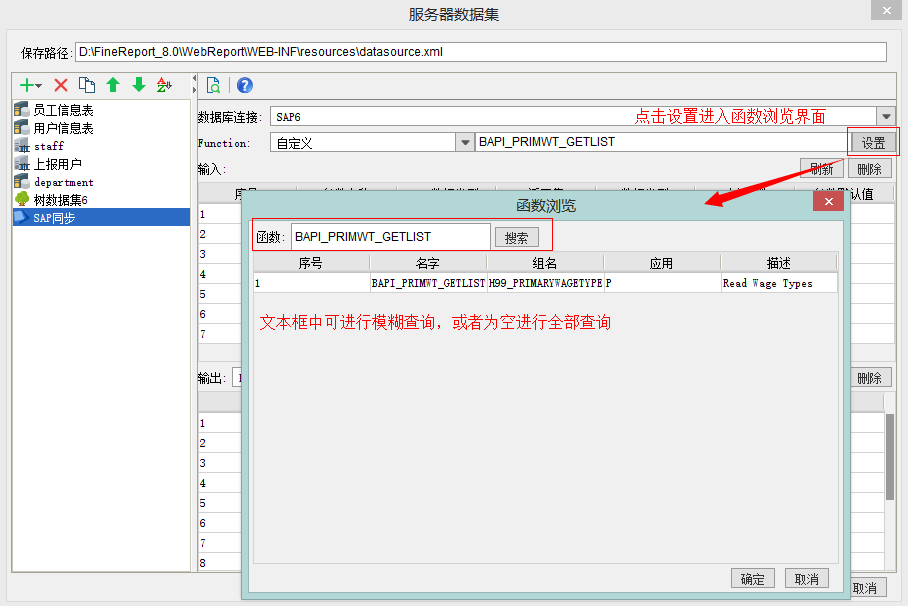 服务器数据集
保存路径: D:\FineReport_8.0\WebReport\WEB-INF\resources\datasource.xml
员工信息表
用户信息表
staff
上报用户
department
树数据集6
SAP同步
数据库连接: SAP6
点击设置进入函数浏览界面
Function: 自定义 BAPI_PRIMWT_GETLIST 设置
输入: 刷新 删除
1
2
3
4
5
6
7
输出: 删除
1
2
3
4
5
6
7
8
取消
函数浏览
函数: BAPI_PRIMWT_GETLIST 搜索
序号 名字 组名 应用 描述
1 BAPI_PRIMWT_GETLIST H99_PRIMARYWAGETYPE P Read Wage Types
文本框中可进行模糊查询，或者为空进行全部查询
确定 取消